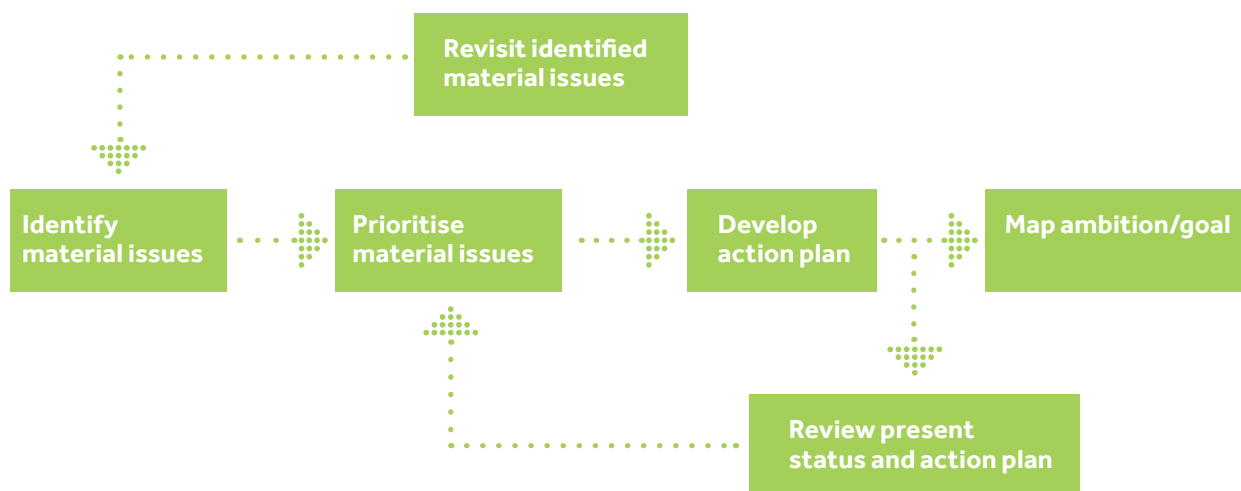 Revisit identified
material issues
Identify
material issues
Prioritise
material issues
Develop
action plan
Map ambition/goal
Review present
status and action plan